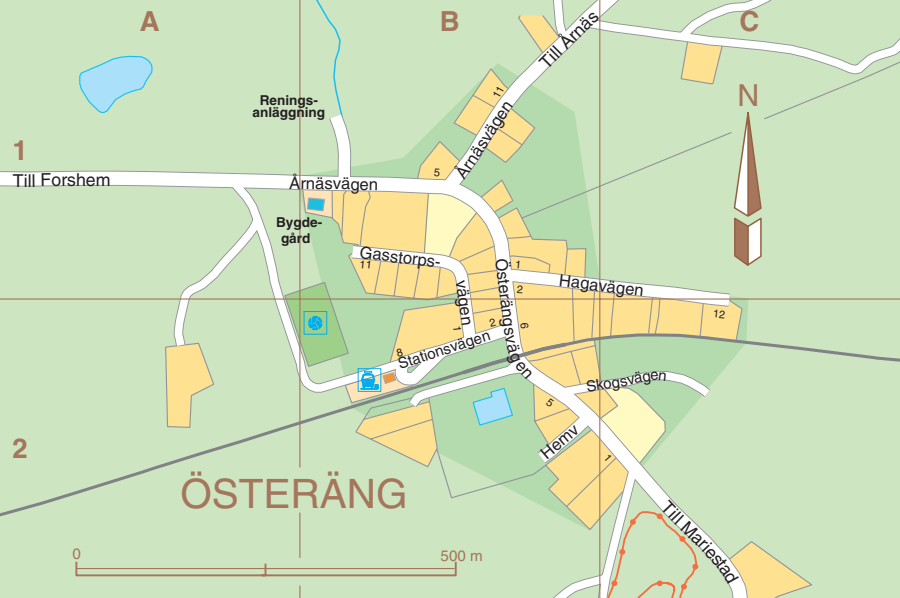 A
B
C
Till Årnäs
N
11
Renings-
anläggning
Årnäsvägen
1
5
Till Forshem
Årnäsvägen
Bygde-
gård
Gasstorps-
vägen
11
1
Österängsvägen
1
2
Hagavägen
12
2
6
1
8
Stationsvägen
Skogsvägen
5
Hemv
1
2
ÖSTERÄNG
Till Mariestad
0
500 m